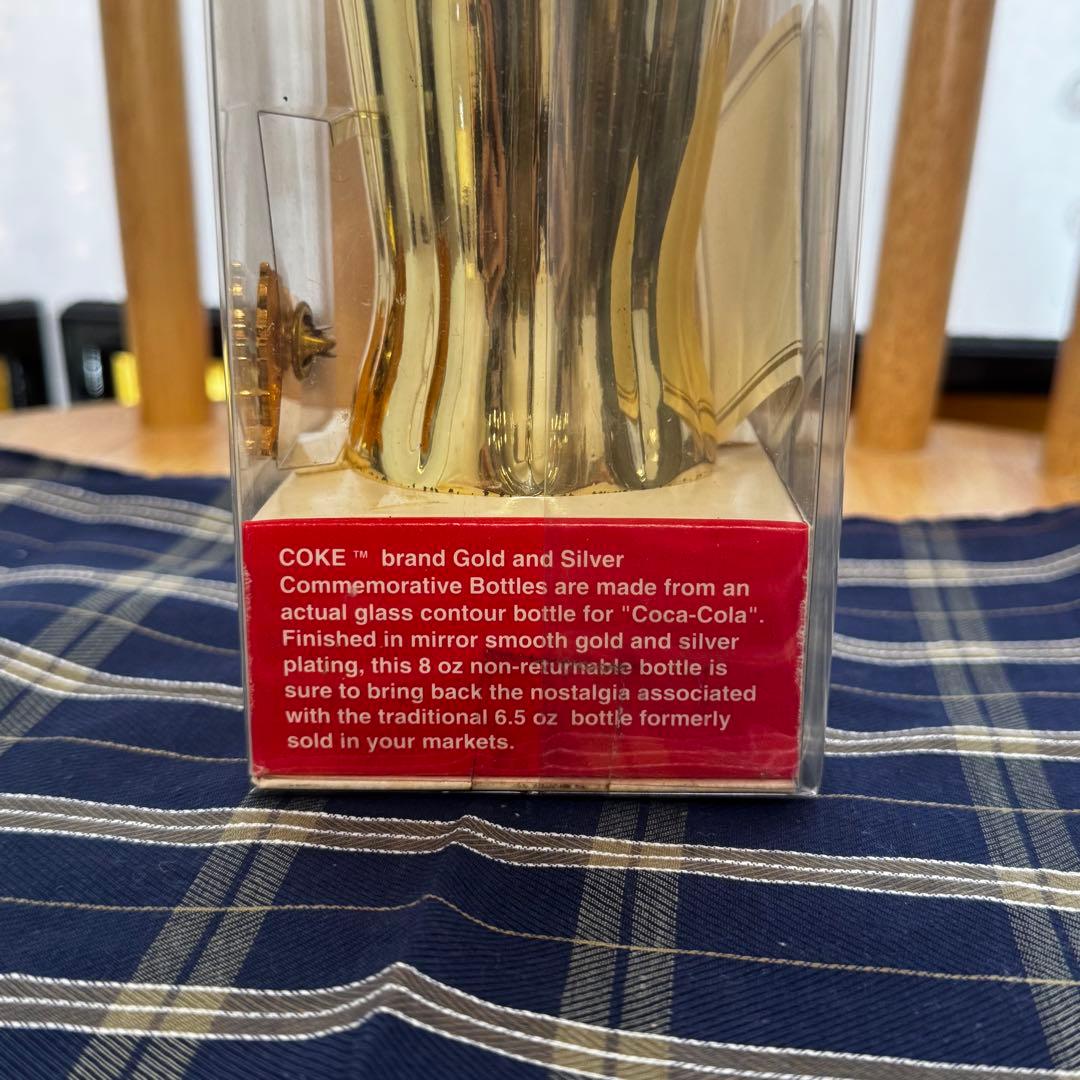 COKE ™ brand Gold and Silver
Commemorative Bottles are made from an
actual glass contour bottle for "Coca-Cola".
Finished in mirror smooth gold and silver
plating, this 8 oz non-returnable bottle is
sure to bring back the nostalgia associated
with the traditional 6.5 oz bottle formerly
sold in your markets.